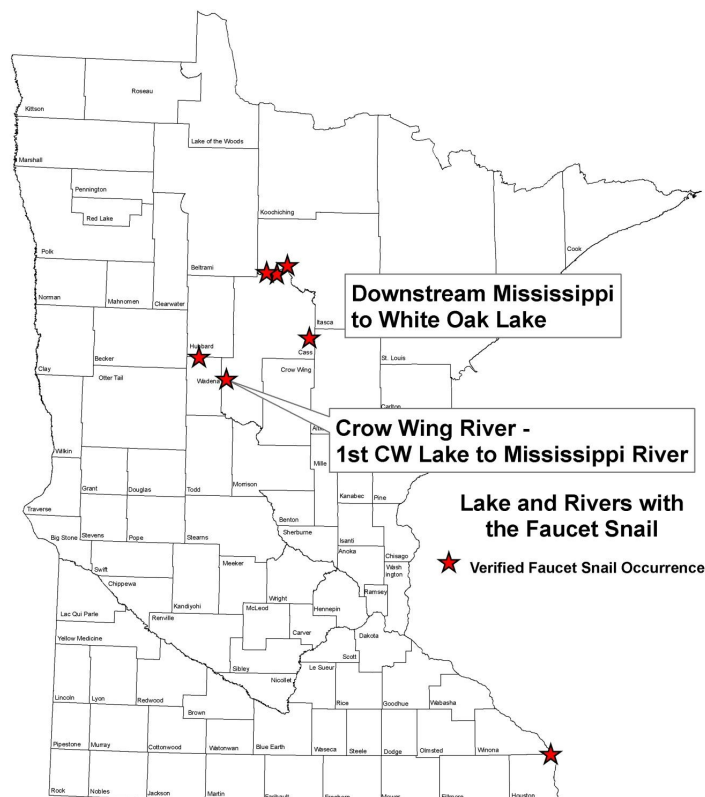 Roseau
Kittson
Lake of the Woods
Marshall
Pennington
Red Lake
Koochiching
Cook
Polk
Beltrami
Norman
Mahnomen
Clearwater
Downstream Mississippi
to White Oak Lake
Itasca
Hubbard
Cass
Becker
St. Louis
Crow Wing
Clay
Otter Tail
Wadena
Carlton
Crow Wing River -
1st CW Lake to Mississippi River
Wilkin
Mille
Morrison
Grant
Douglas
Todd
Kanabec
Pine
Lake and Rivers with
the Faucet Snail
Traverse
Benton
Sherburne
Big Stone
Stevens
Pope
Stearns
Isanti
Anoka
Chisago
Verified Faucet Snail Occurrence
Wash
ington
Meeker
Swift
Chippewa
Ramsey
Wright
Kandiyohi
McLeod
Hennepin
Lac Qui Parle
Renville
Carver
Dakota
Yellow Medicine
Scott
Sibley
Le Sueur
Nicollet
Lincoln
Lyon
Redwood
Rice
Goodhue
Wabasha
Brown
Pipestone
Murray
Cottonwood
Watonwan
Blue Earth
Waseca
Steele
Dodge
Olmsted
Winona
Rock
Nobles
Jackson
Martin
Houston